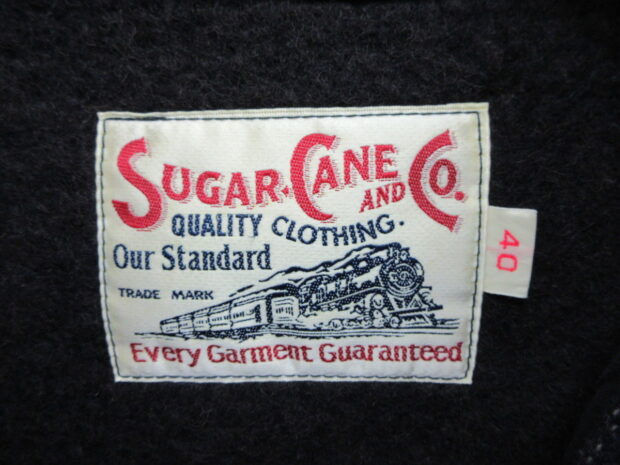 SUGAR CANE AND CO.
QUALITY CLOTHING.
Our Standard
TRADE MARK
Every Garment Guaranteed
40